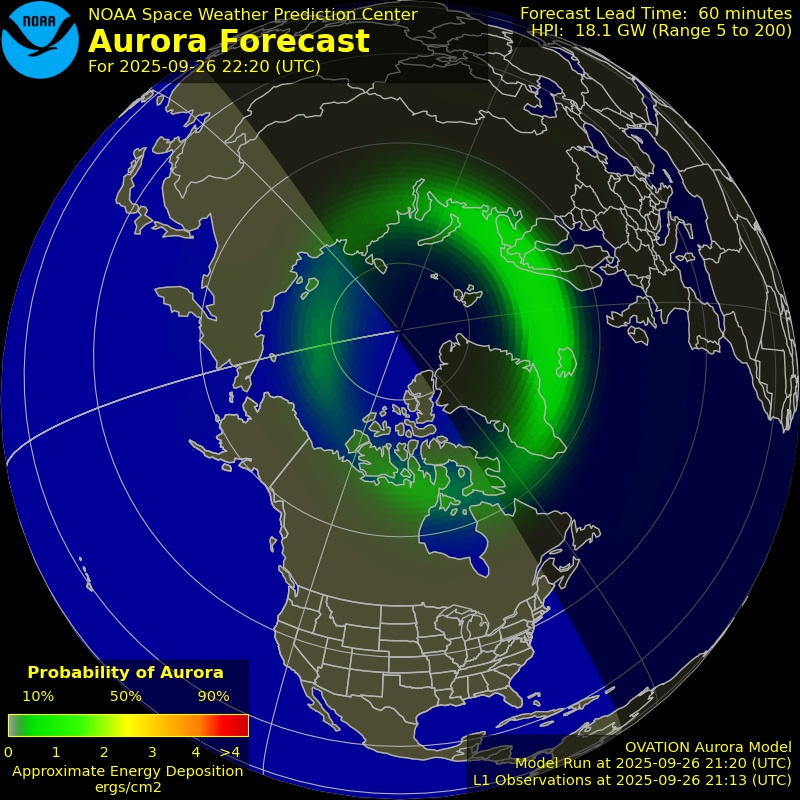 NOAA
NOAA Space Weather Prediction Center
Aurora Forecast
For 2025-09-26 22:20 (UTC)
Forecast Lead Time: 60 minutes
HPI: 18.1 GW (Range 5 to 200)
Probability of Aurora
10% 50% 90%
0 1 2 3 4 >4
Approximate Energy Deposition
ergs/cm2
OVATION Aurora Model
Model Run at 2025-09-26 21:20 (UTC)
L1 Observations at 2025-09-26 21:13 (UTC)